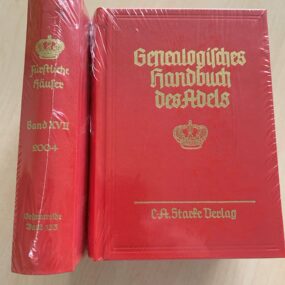 Fürstliche
Häuser
Band XVII
2004
Gesamtreihe
Band 133
Genealogisches
Handbuch
des Adels
C. A. Starke Verlag